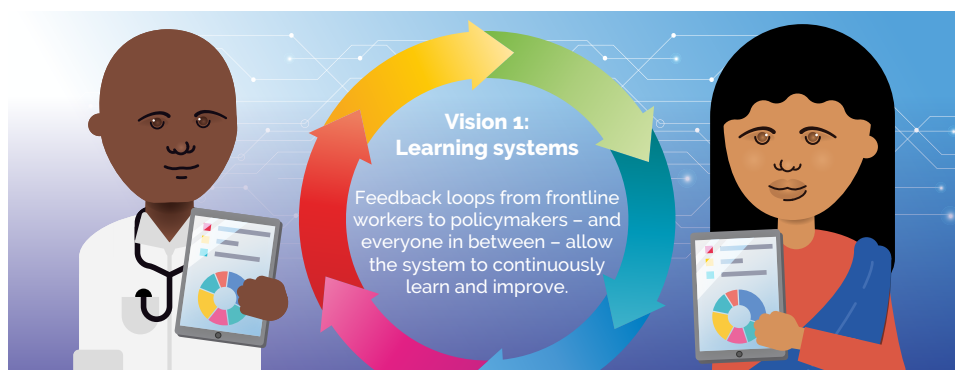 Vision 1:
Learning systems
Feedback loops from frontline
workers to policymakers – and
everyone in between – allow
the system to continuously
learn and improve.